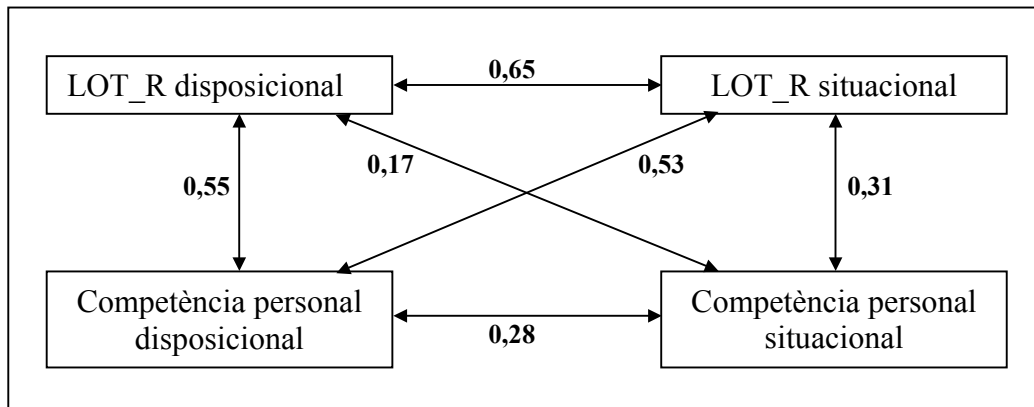 LOT_R disposicional
0,65
LOT_R situacional
0,55
0,17
0,53
0,31
Competència personal
disposicional
0,28
Competència personal
situacional